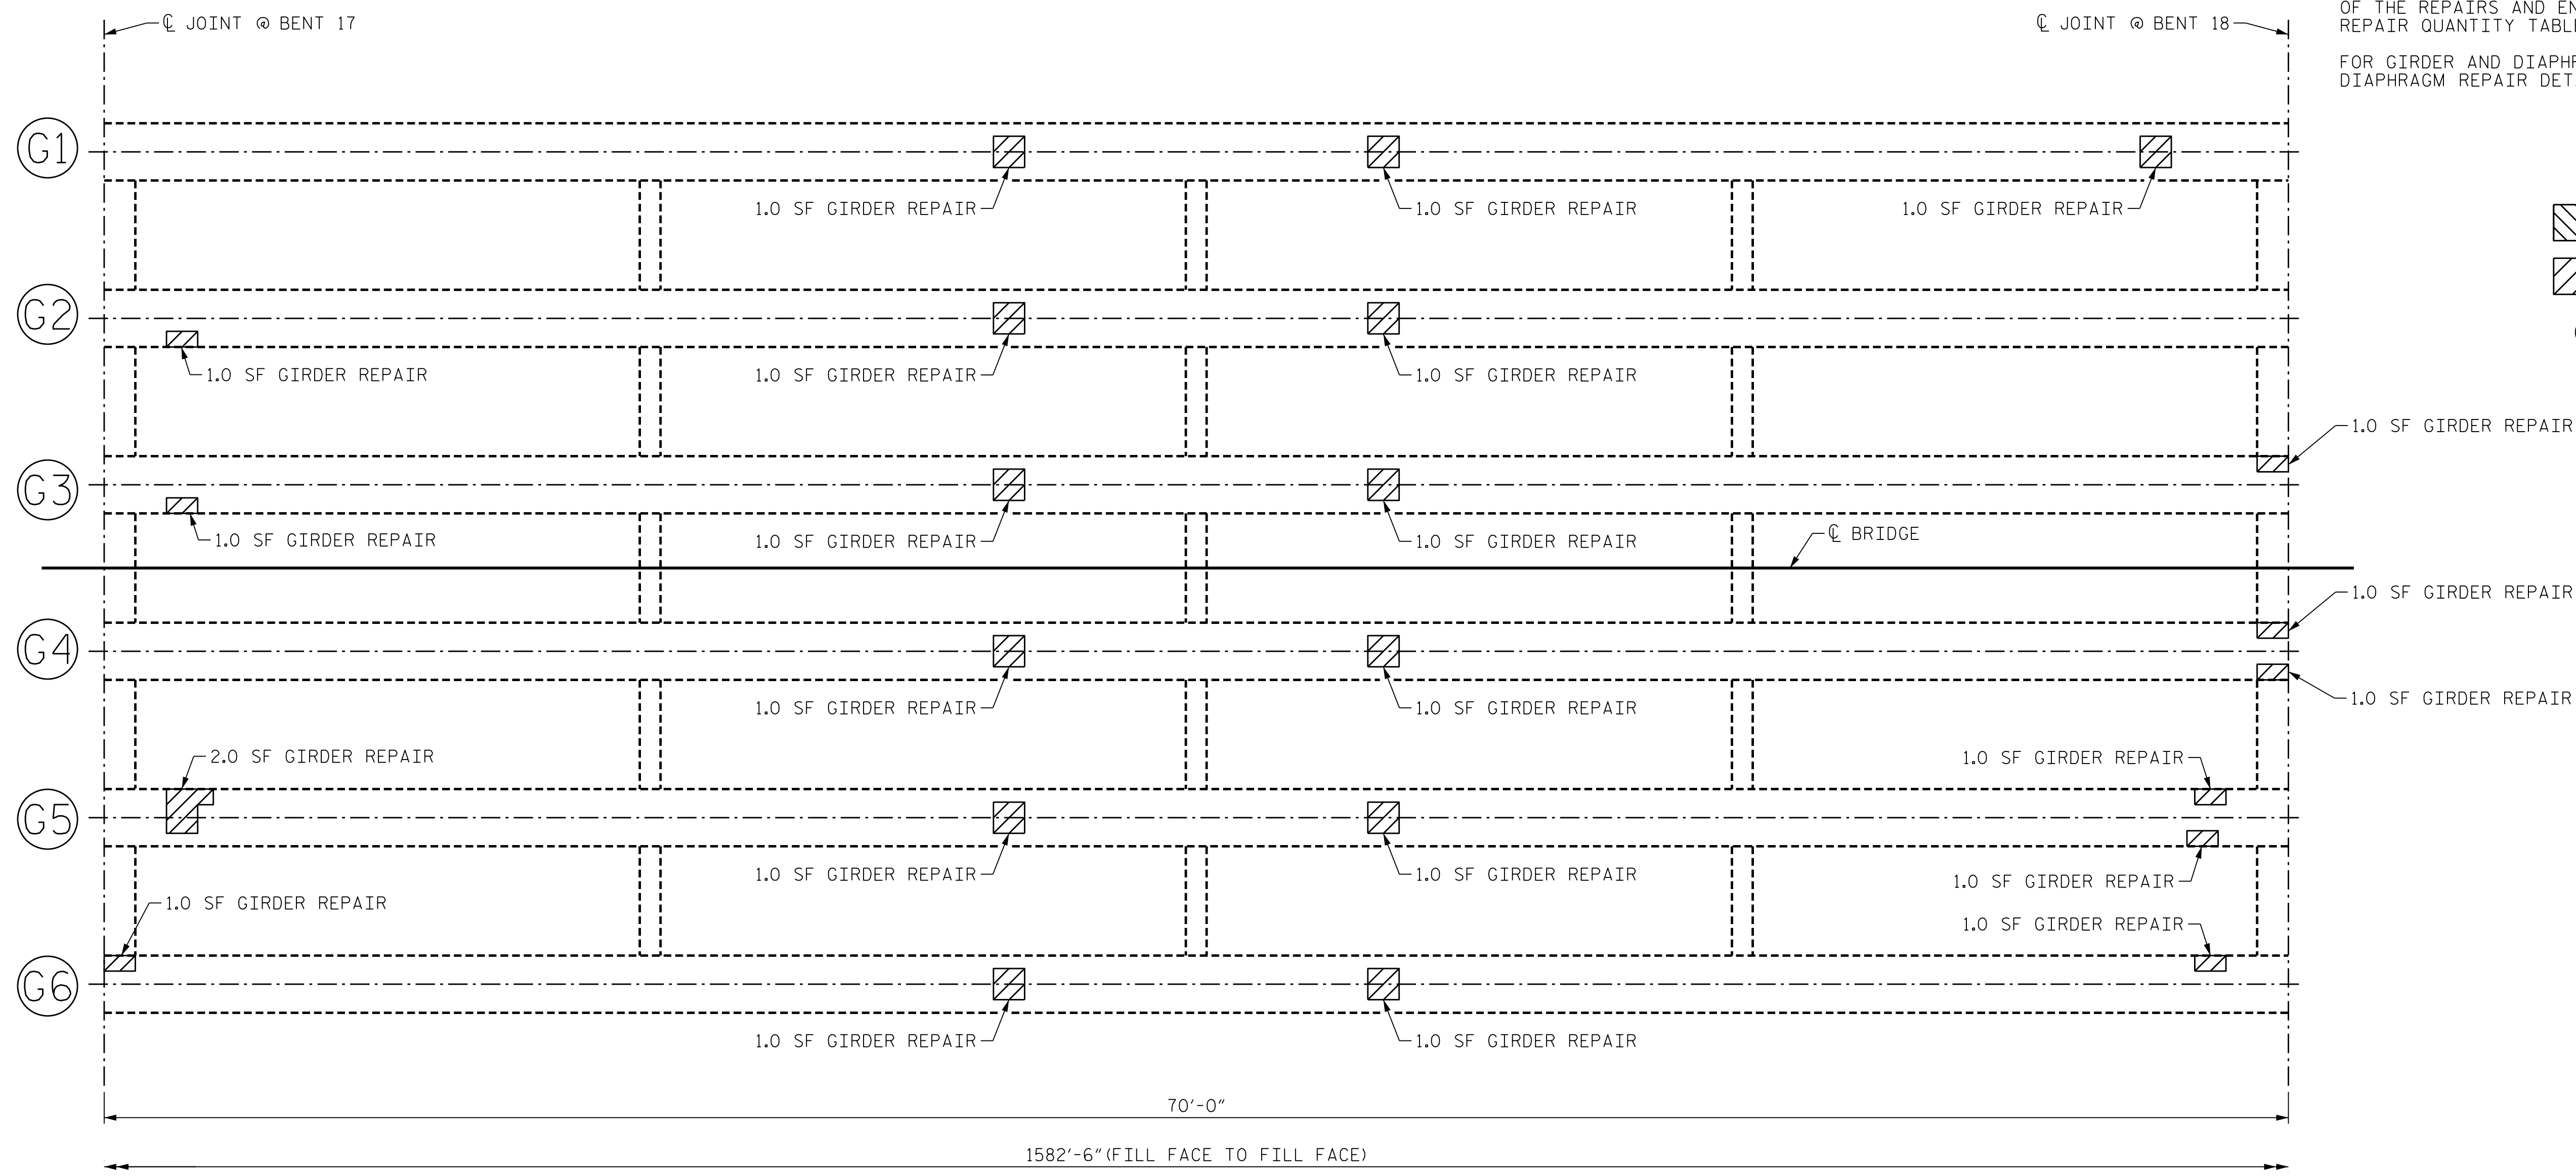 ℄ JOINT @ BENT 17
℄ JOINT @ BENT 18
OF THE REPAIRS AND
REPAIR QUANTITY TABLE
FOR GIRDER AND
DIAPHRAGM REPAIR
G1
1.0 SF GIRDER REPAIR
1.0 SF GIRDER REPAIR
1.0 SF GIRDER REPAIR
G2
1.0 SF GIRDER REPAIR
1.0 SF GIRDER REPAIR
1.0 SF GIRDER REPAIR
1.0 SF GIRDER REPAIR
G3
1.0 SF GIRDER REPAIR
1.0 SF GIRDER REPAIR
1.0 SF GIRDER REPAIR
℄ BRIDGE
1.0 SF GIRDER REPAIR
G4
1.0 SF GIRDER REPAIR
1.0 SF GIRDER REPAIR
1.0 SF GIRDER REPAIR
2.0 SF GIRDER REPAIR
1.0 SF GIRDER REPAIR
G5
1.0 SF GIRDER REPAIR
1.0 SF GIRDER REPAIR
1.0 SF GIRDER REPAIR
1.0 SF GIRDER REPAIR
1.0 SF GIRDER REPAIR
G6
1.0 SF GIRDER REPAIR
1.0 SF GIRDER REPAIR
70'-0"
1582'-6"(FILL FACE TO FILL FACE)